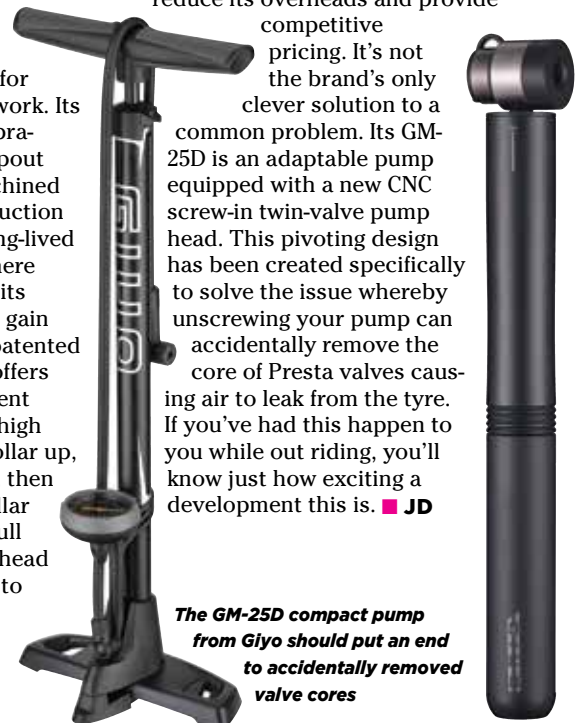 for
work. Its
bra-
pout
chined
uction
ng-lived
here
its
gain
patented
offers
ent
high
ollar up,
then
llar
ull
head
to
reduce its overheads and provide
competitive
pricing. It's not
the brand's only
clever solution to a
common problem. Its GM-
25D is an adaptable pump
equipped with a new CNC
screw-in twin-valve pump
head. This pivoting design
has been created specifically
to solve the issue whereby
unscrewing your pump can
accidentally remove the
core of Presta valves caus-
ing air to leak from the tyre.
If you've had this happen to
you while out riding, you'll
know just how exciting a
development this is. ■ JD
GIYO
The GM-25D compact pump
from Giyo should put an end
to accidentally removed
valve cores